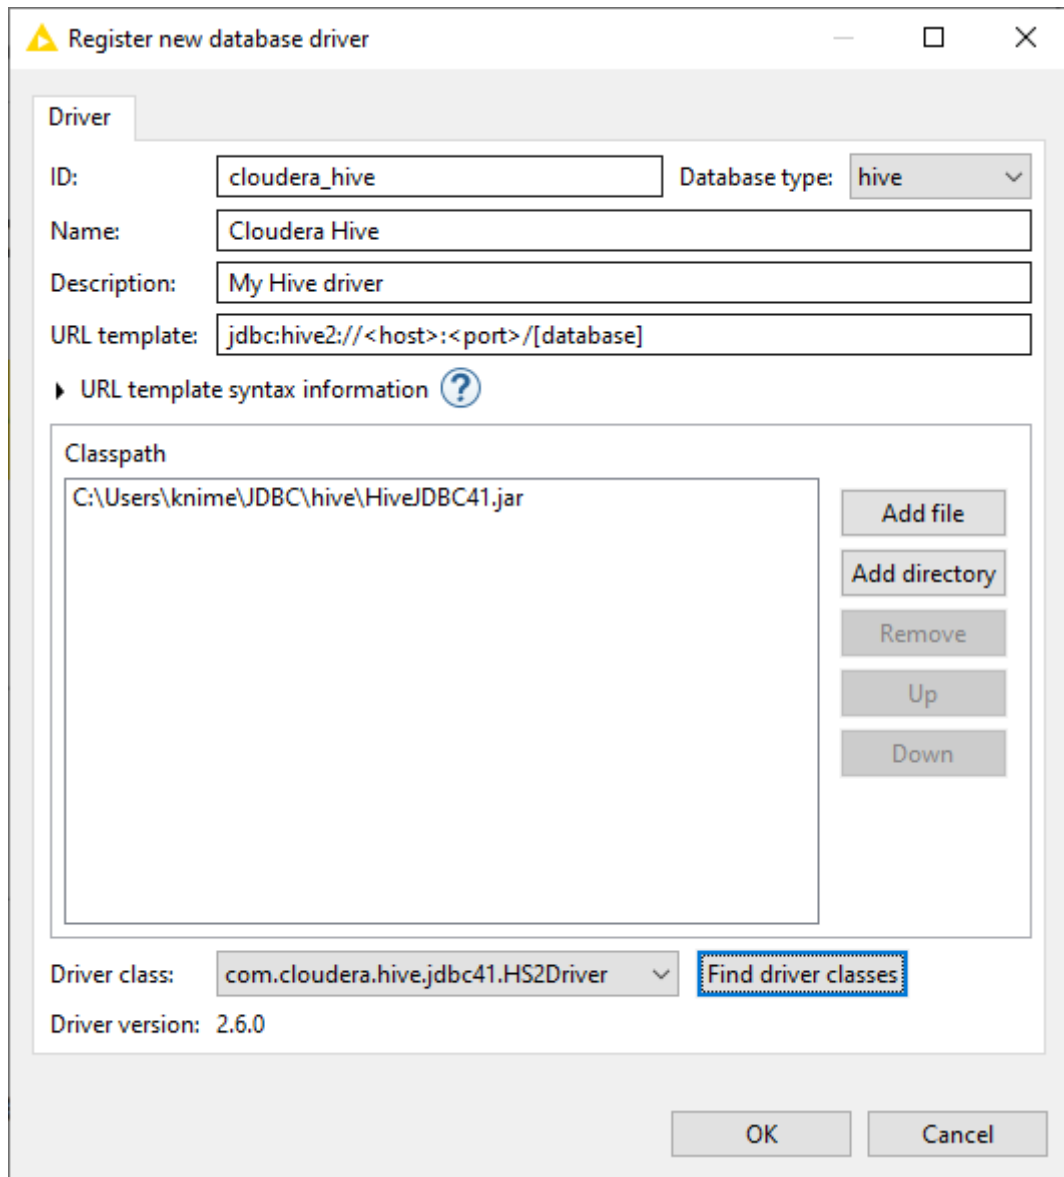 Register new database driver
Driver
ID: cloudera_hive Database type: hive
Name: Cloudera Hive
Description: My Hive driver
URL template: jdbc:hive2://<host>:<port>/[database]
URL template syntax information ?
Classpath
C:\Users\knime\JDBC\hive\HiveJDBC41.jar
Add file
Add directory
Remove
Up
Down
Driver class: com.cloudera.hive.jdbc41.HS2Driver Find driver classes
Driver version: 2.6.0
OK Cancel